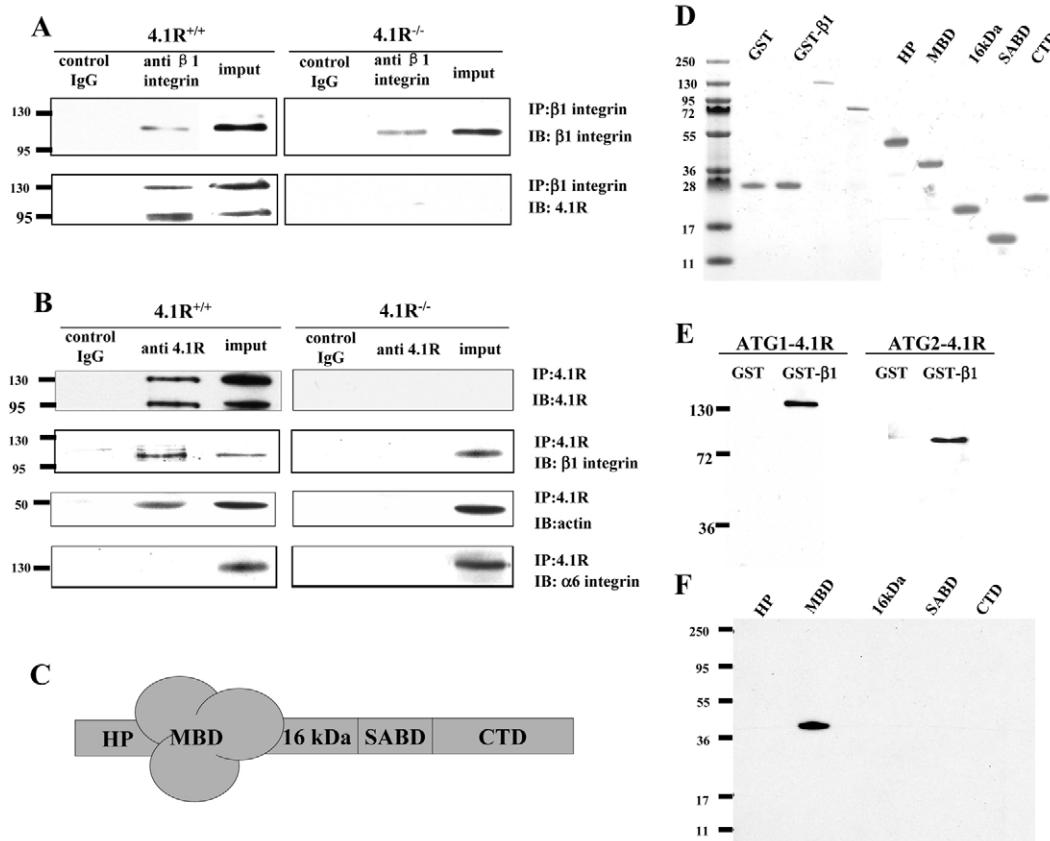 A
4.1R+/+
4.1R-/-
control IgG
anti β1 integrin
imput
control IgG
anti β1 integrin
imput
130
95
IP:β1 integrin
IB: β1 integrin
130
95
IP:β1 integrin
IB: 4.1R
B
4.1R+/+
4.1R-/-
control IgG
anti 4.1R
imput
control IgG
anti 4.1R
imput
130
95
IP:4.1R
IB:4.1R
130
95
IP:4.1R
IB: β1 integrin
50
IP:4.1R
IB:actin
130
IP:4.1R
IB: α6 integrin
C
HP
MBD
16 kDa
SABD
CTD
D
GST
GST-β1
HP
MBD
16kDa
SABD
CTD
250
130
95
72
55
36
28
17
11
E
ATG1-4.1R
ATG2-4.1R
GST
GST-β1
GST
GST-β1
130
72
36
F
HP
MBD
16kDa
SABD
CTD
250
95
55
36
17
11